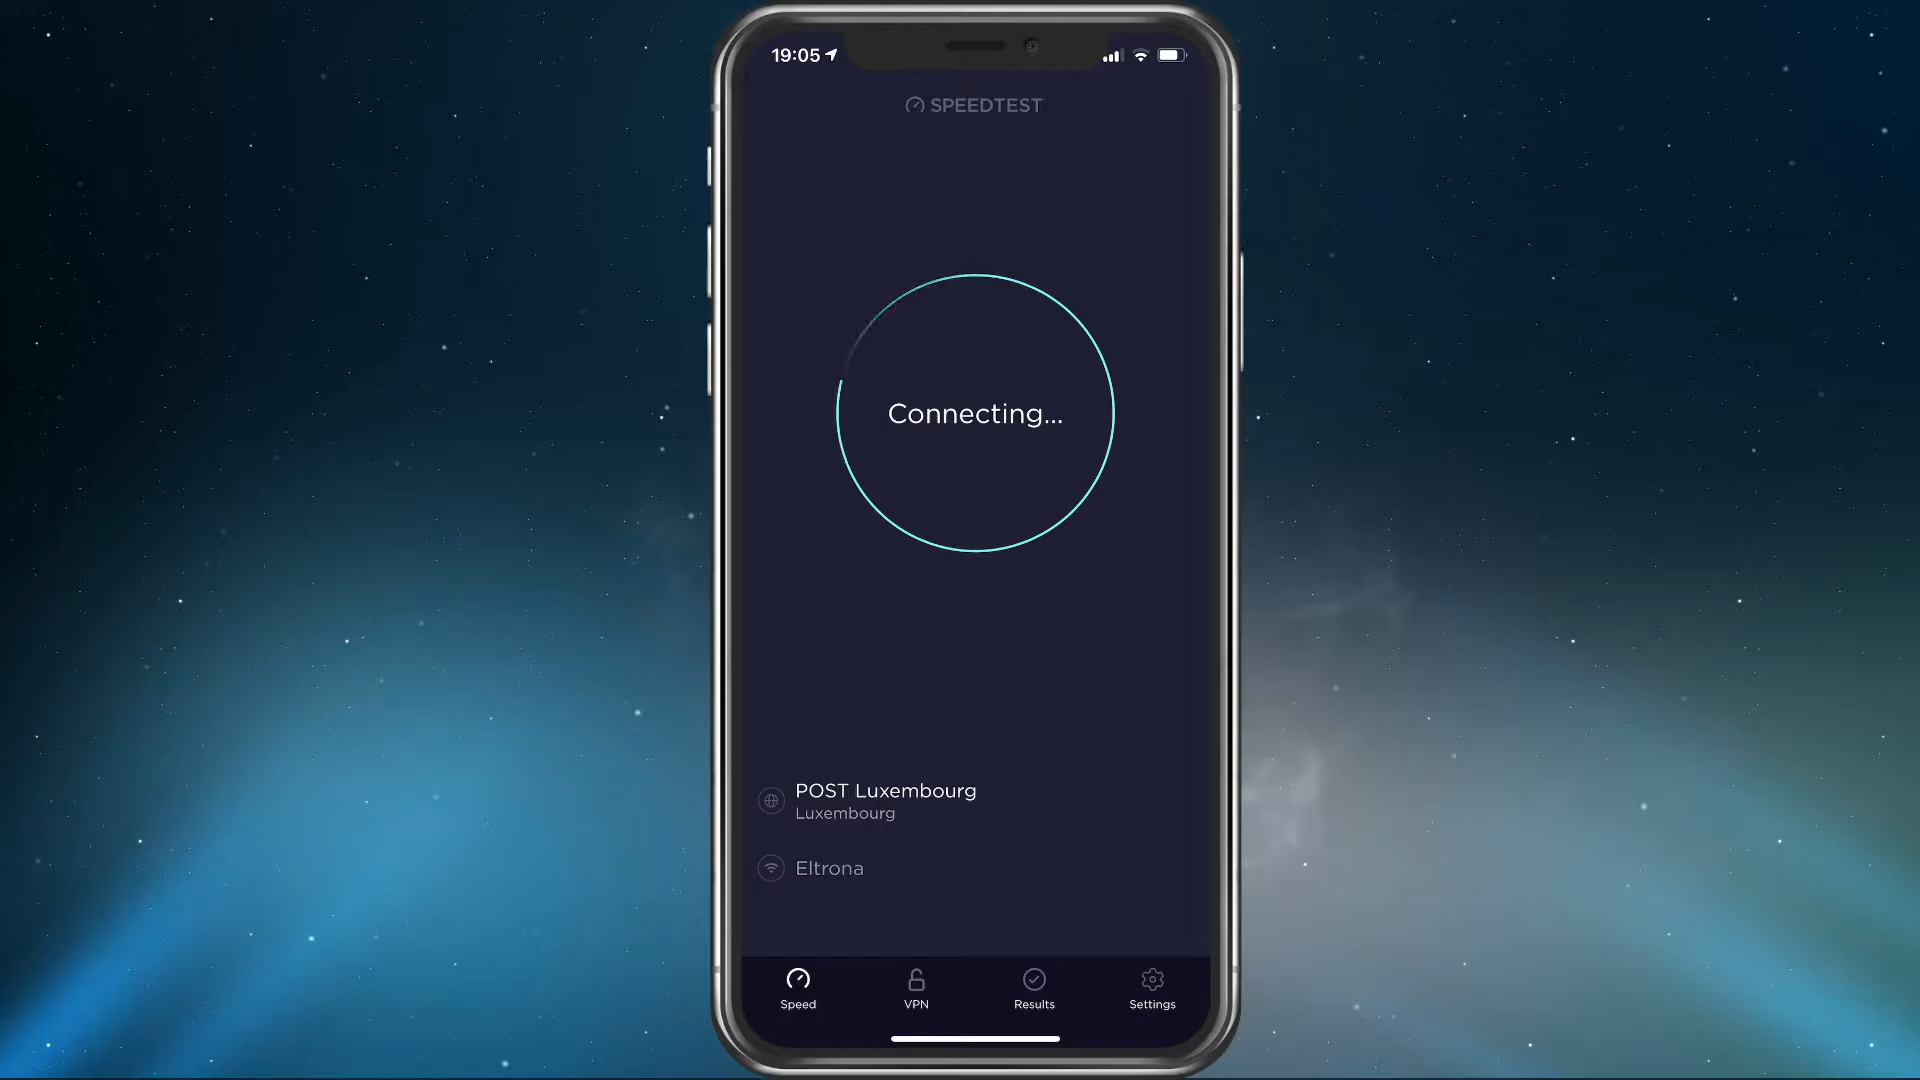 19:05
SPEEDTEST
Connecting...
POST Luxembourg
Luxembourg
Eltrona
Speed
VPN
Results
Settings